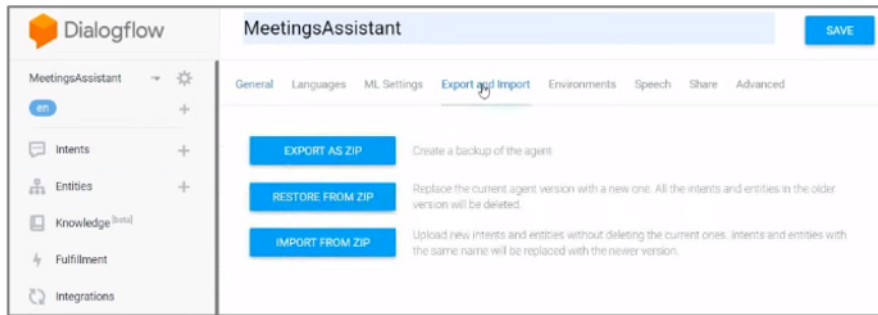 Dialogflow
MeetingsAssistant
SAVE
MeetingsAssistant
en
General Languages ML Settings Export and Import Environments Speech Share Advanced
Intents
Entities
Knowledge [beta]
Fulfillment
Integrations
EXPORT AS ZIP
Create a backup of the agent
RESTORE FROM ZIP
Replace the current agent version with a new one. All the intents and entities in the older
version will be deleted.
IMPORT FROM ZIP
Upload new intents and entities without deleting the current ones. Intents and entities with
the same name will be replaced with the newer version.